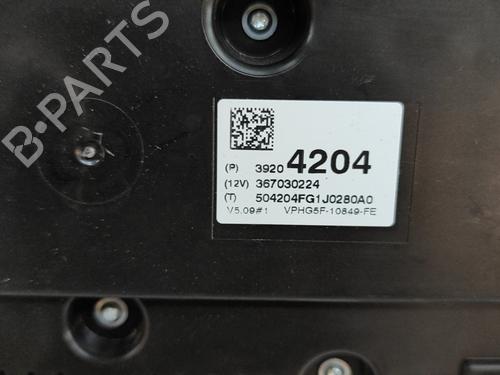 B-PARTS
(P) 3920 4204
(12V) 367030224
(T) 504204FG1J0280A0
V5.09#1 VPHG5F-10849-FE